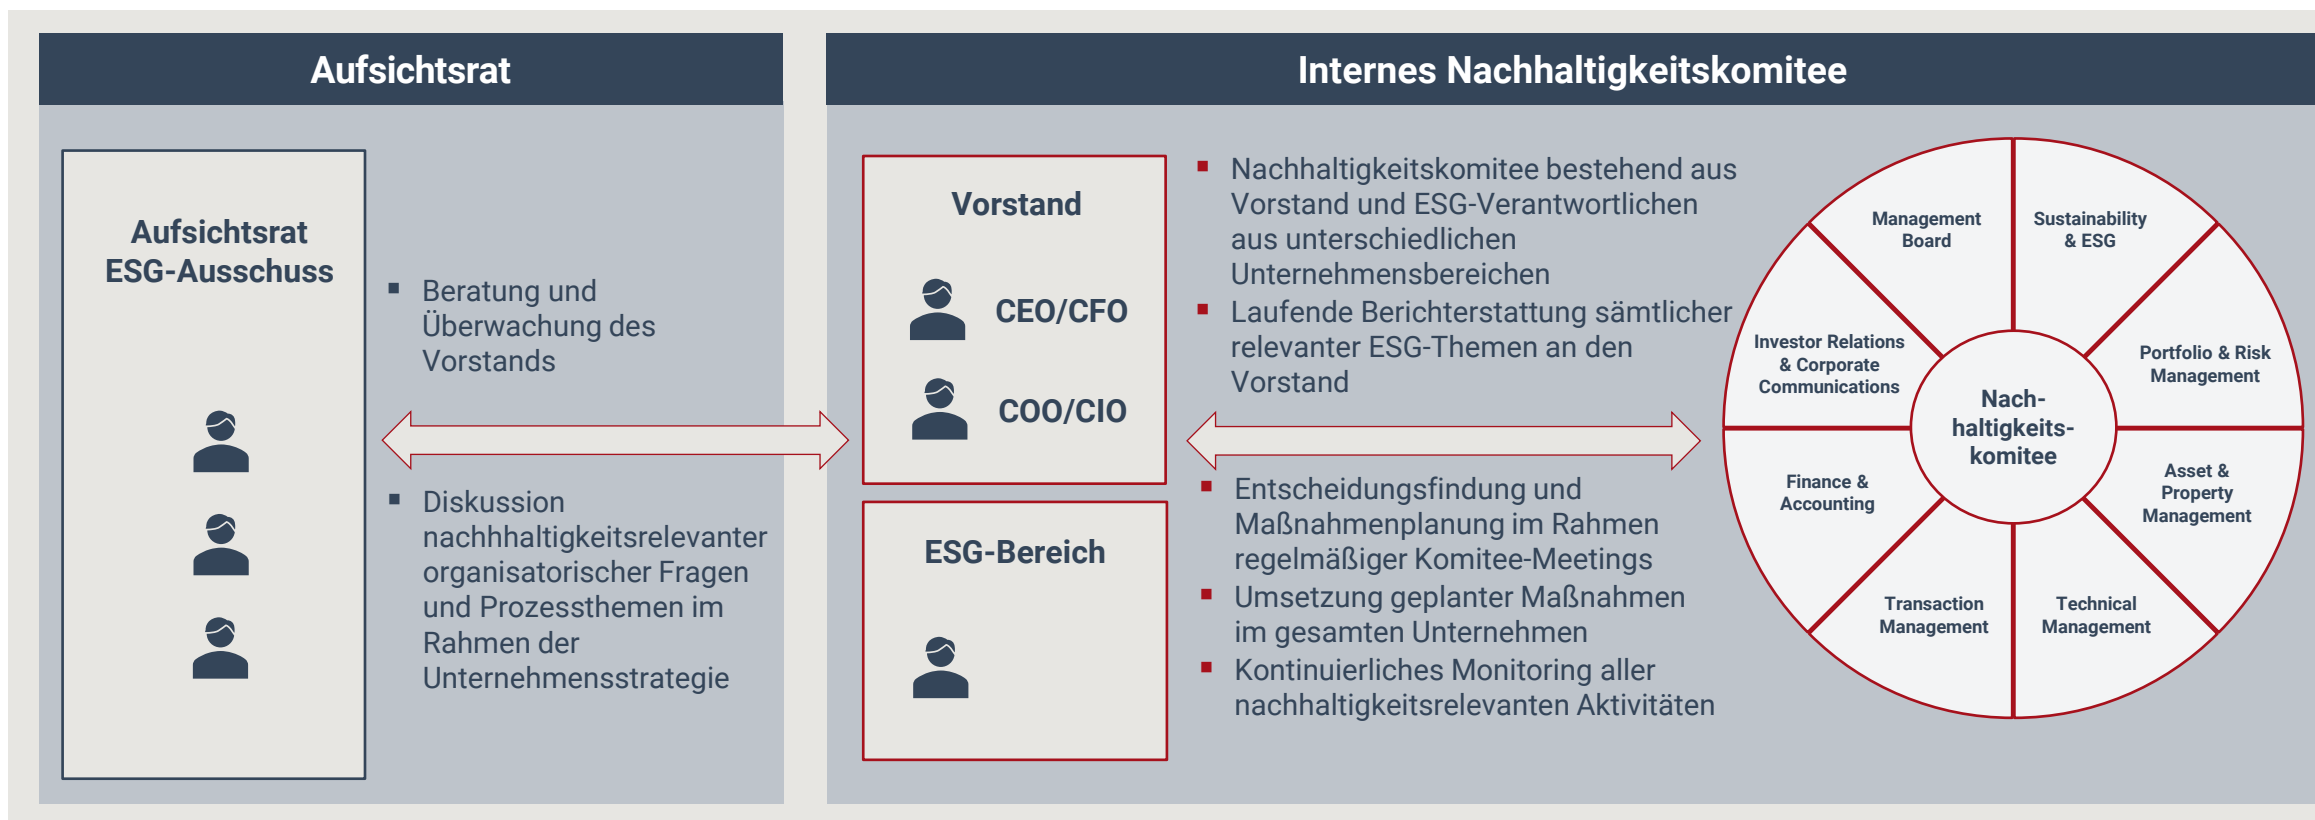 Aufsichtsrat
Aufsichtsrat
ESG-Ausschuss
Beratung und
Überwachung des
Vorstands
Diskussion
nachhhaltigkeitsrelevanter
organisatorischer Fragen
und Prozessthemen im
Rahmen der
Unternehmensstrategie
Internes Nachhaltigkeitskomitee
Vorstand
CEO/CFO
COO/CIO
ESG-Bereich
Nachhaltigkeitskomitee bestehend aus
Vorstand und ESG-Verantwortlichen
aus unterschiedlichen
Unternehmensbereichen
Laufende Berichterstattung sämtlicher
relevanter ESG-Themen an den
Vorstand
Entscheidungsfindung und
Maßnahmenplanung im Rahmen
regelmäßiger Komitee-Meetings
Umsetzung geplanter Maßnahmen
im gesamten Unternehmen
Kontinuierliches Monitoring aller
nachhaltigkeitsrelevanten Aktivitäten
Management
Board
Sustainability
& ESG
Portfolio & Risk
Management
Asset &
Property
Management
Technical
Management
Transaction
Management
Finance &
Accounting
Investor Relations
& Corporate
Communications
Nach-
haltigkeits-
komitee